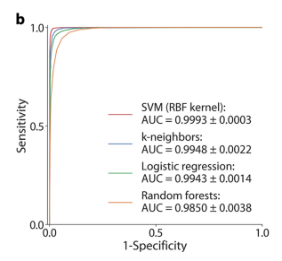 b
1.0
Sensitivity
0.5
0.0
SVM (RBF kernel):
AUC = 0.9993 ± 0.0003
k-neighbors:
AUC = 0.9948 ± 0.0022
Logistic regression:
AUC = 0.9943 ± 0.0014
Random forests:
AUC = 0.9850 ± 0.0038
0.0 0.5 1.0
1-Specificity